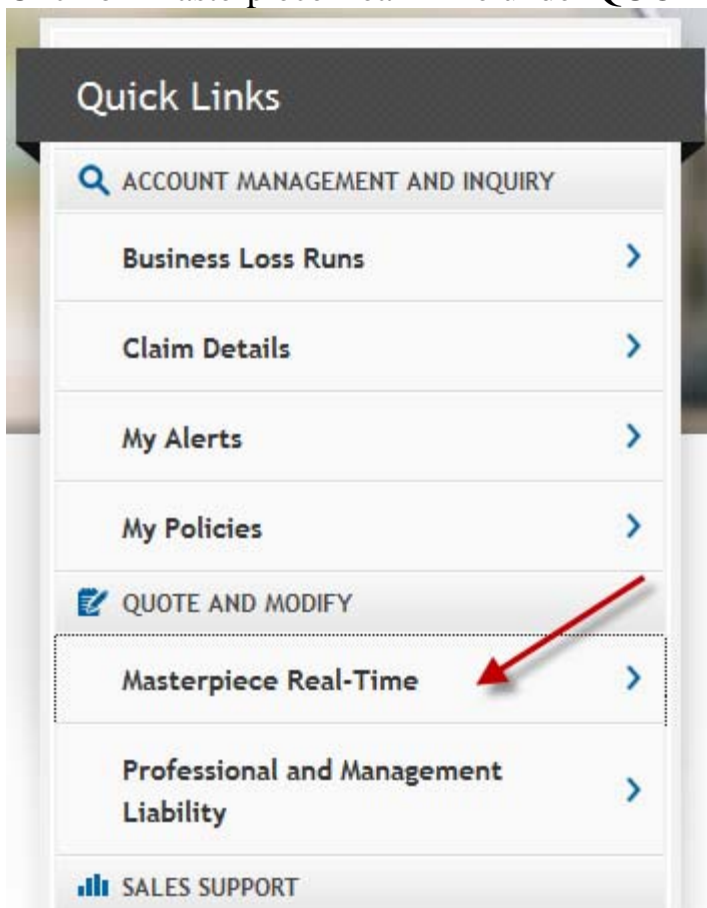 Quick Links
ACCOUNT MANAGEMENT AND INQUIRY
Business Loss Runs
Claim Details
My Alerts
My Policies
QUOTE AND MODIFY
Masterpiece Real-Time
Professional and Management
Liability
SALES SUPPORT